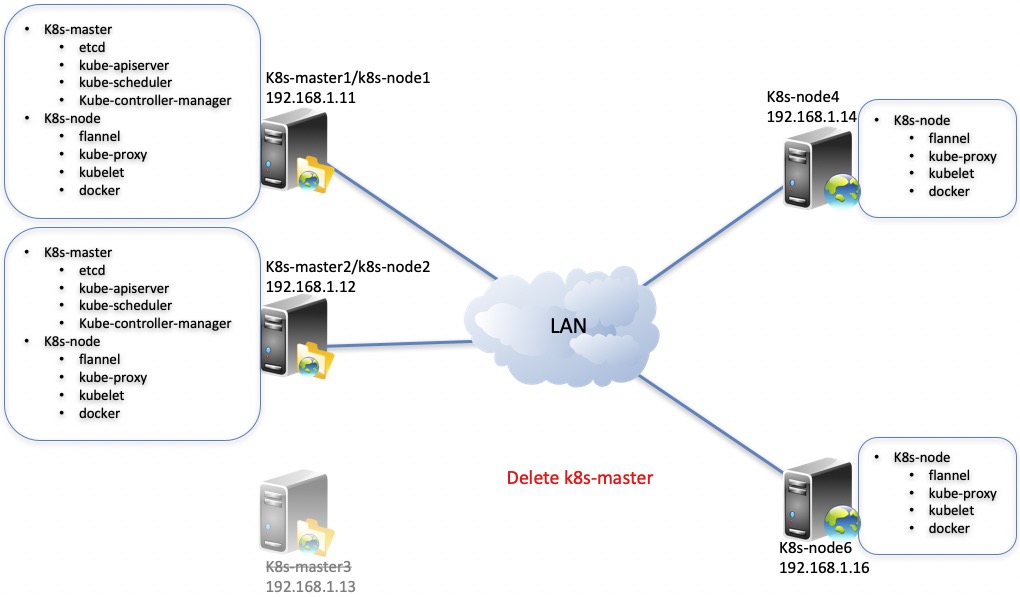 K8s-master
etcd
kube-apiserver
kube-scheduler
Kube-controller-manager
K8s-node
flannel
kube-proxy
kubelet
docker
K8s-master1/k8s-node1
192.168.1.11
K8s-master
etcd
kube-apiserver
kube-scheduler
Kube-controller-manager
K8s-node
flannel
kube-proxy
kubelet
docker
K8s-master2/k8s-node2
192.168.1.12
K8s-master3
192.168.1.13
LAN
Delete k8s-master
K8s-node4
192.168.1.14
K8s-node
flannel
kube-proxy
kubelet
docker
K8s-node
flannel
kube-proxy
kubelet
docker
K8s-node6
192.168.1.16